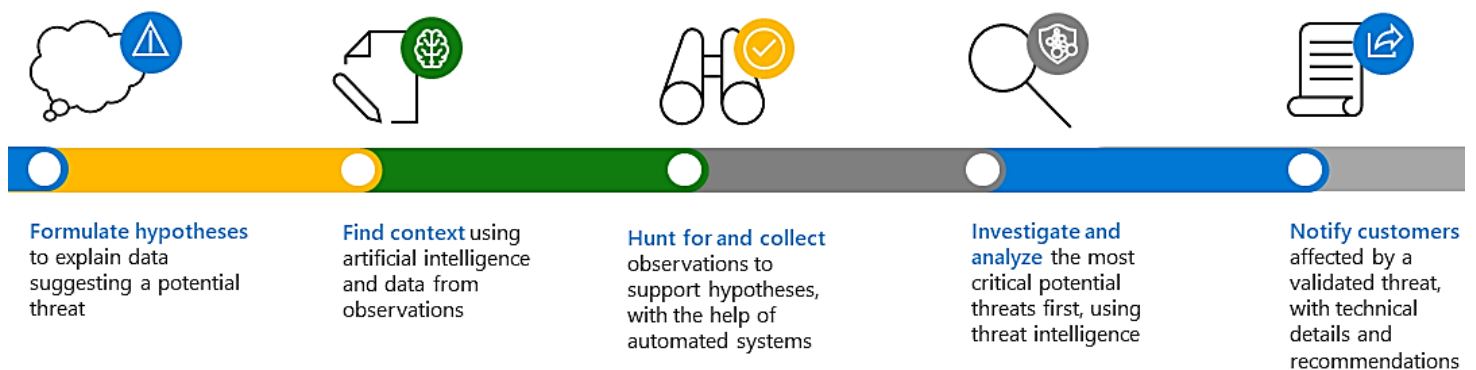 Formulate hypotheses
to explain data
suggesting a potential
threat
Find context using
artificial intelligence
and data from
observations
Hunt for and collect
observations to
support hypotheses,
with the help of
automated systems
Investigate and
analyze the most
critical potential
threats first, using
threat intelligence
Notify customers
affected by a
validated threat,
with technical
details and
recommendations